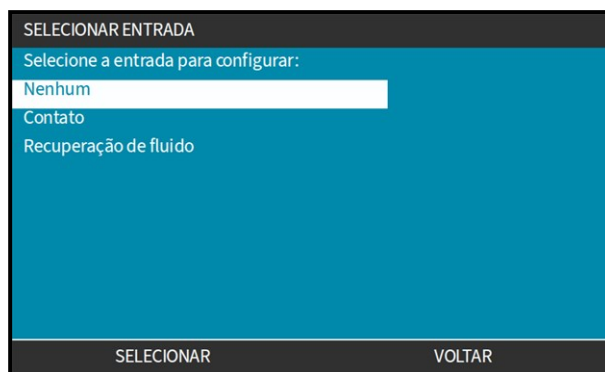 SELECIONAR ENTRADA
Selecione a entrada para configurar:
Nenhum
Contato
Recuperação de fluido
SELECIONAR VOLTAR